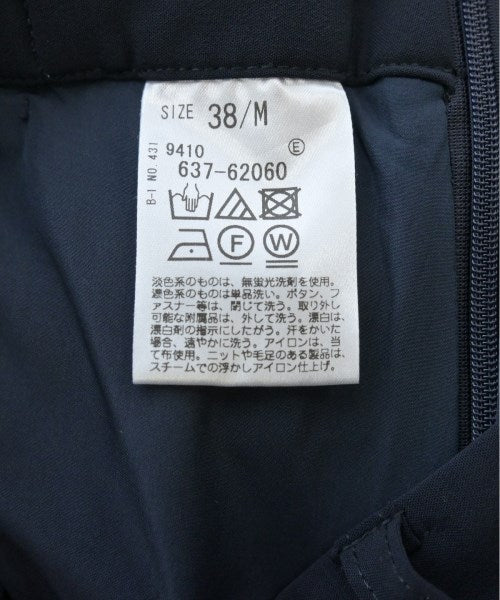 SIZE 38/M
B-1 NO.431
9410 E
637-62060
F W
淡色系のものは、無蛍光洗剤を使用。
濃色系のものは単品洗い。ボタン、フ
ァスナー等は、閉じて洗う。取り外し
可能な附属品は、外して洗う。漂白は、
漂白剤の指示にしたがう。汗をかいた
場合、速やかに洗う。アイロンは、当
て布使用。ニットや毛足のある製品は、
スチームでの浮かしアイロン仕上げ。